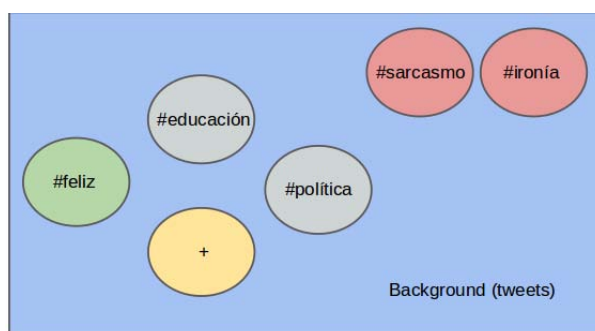 #sarcasmo
#ironía
#educación
#feliz
#política
+
Background (tweets)